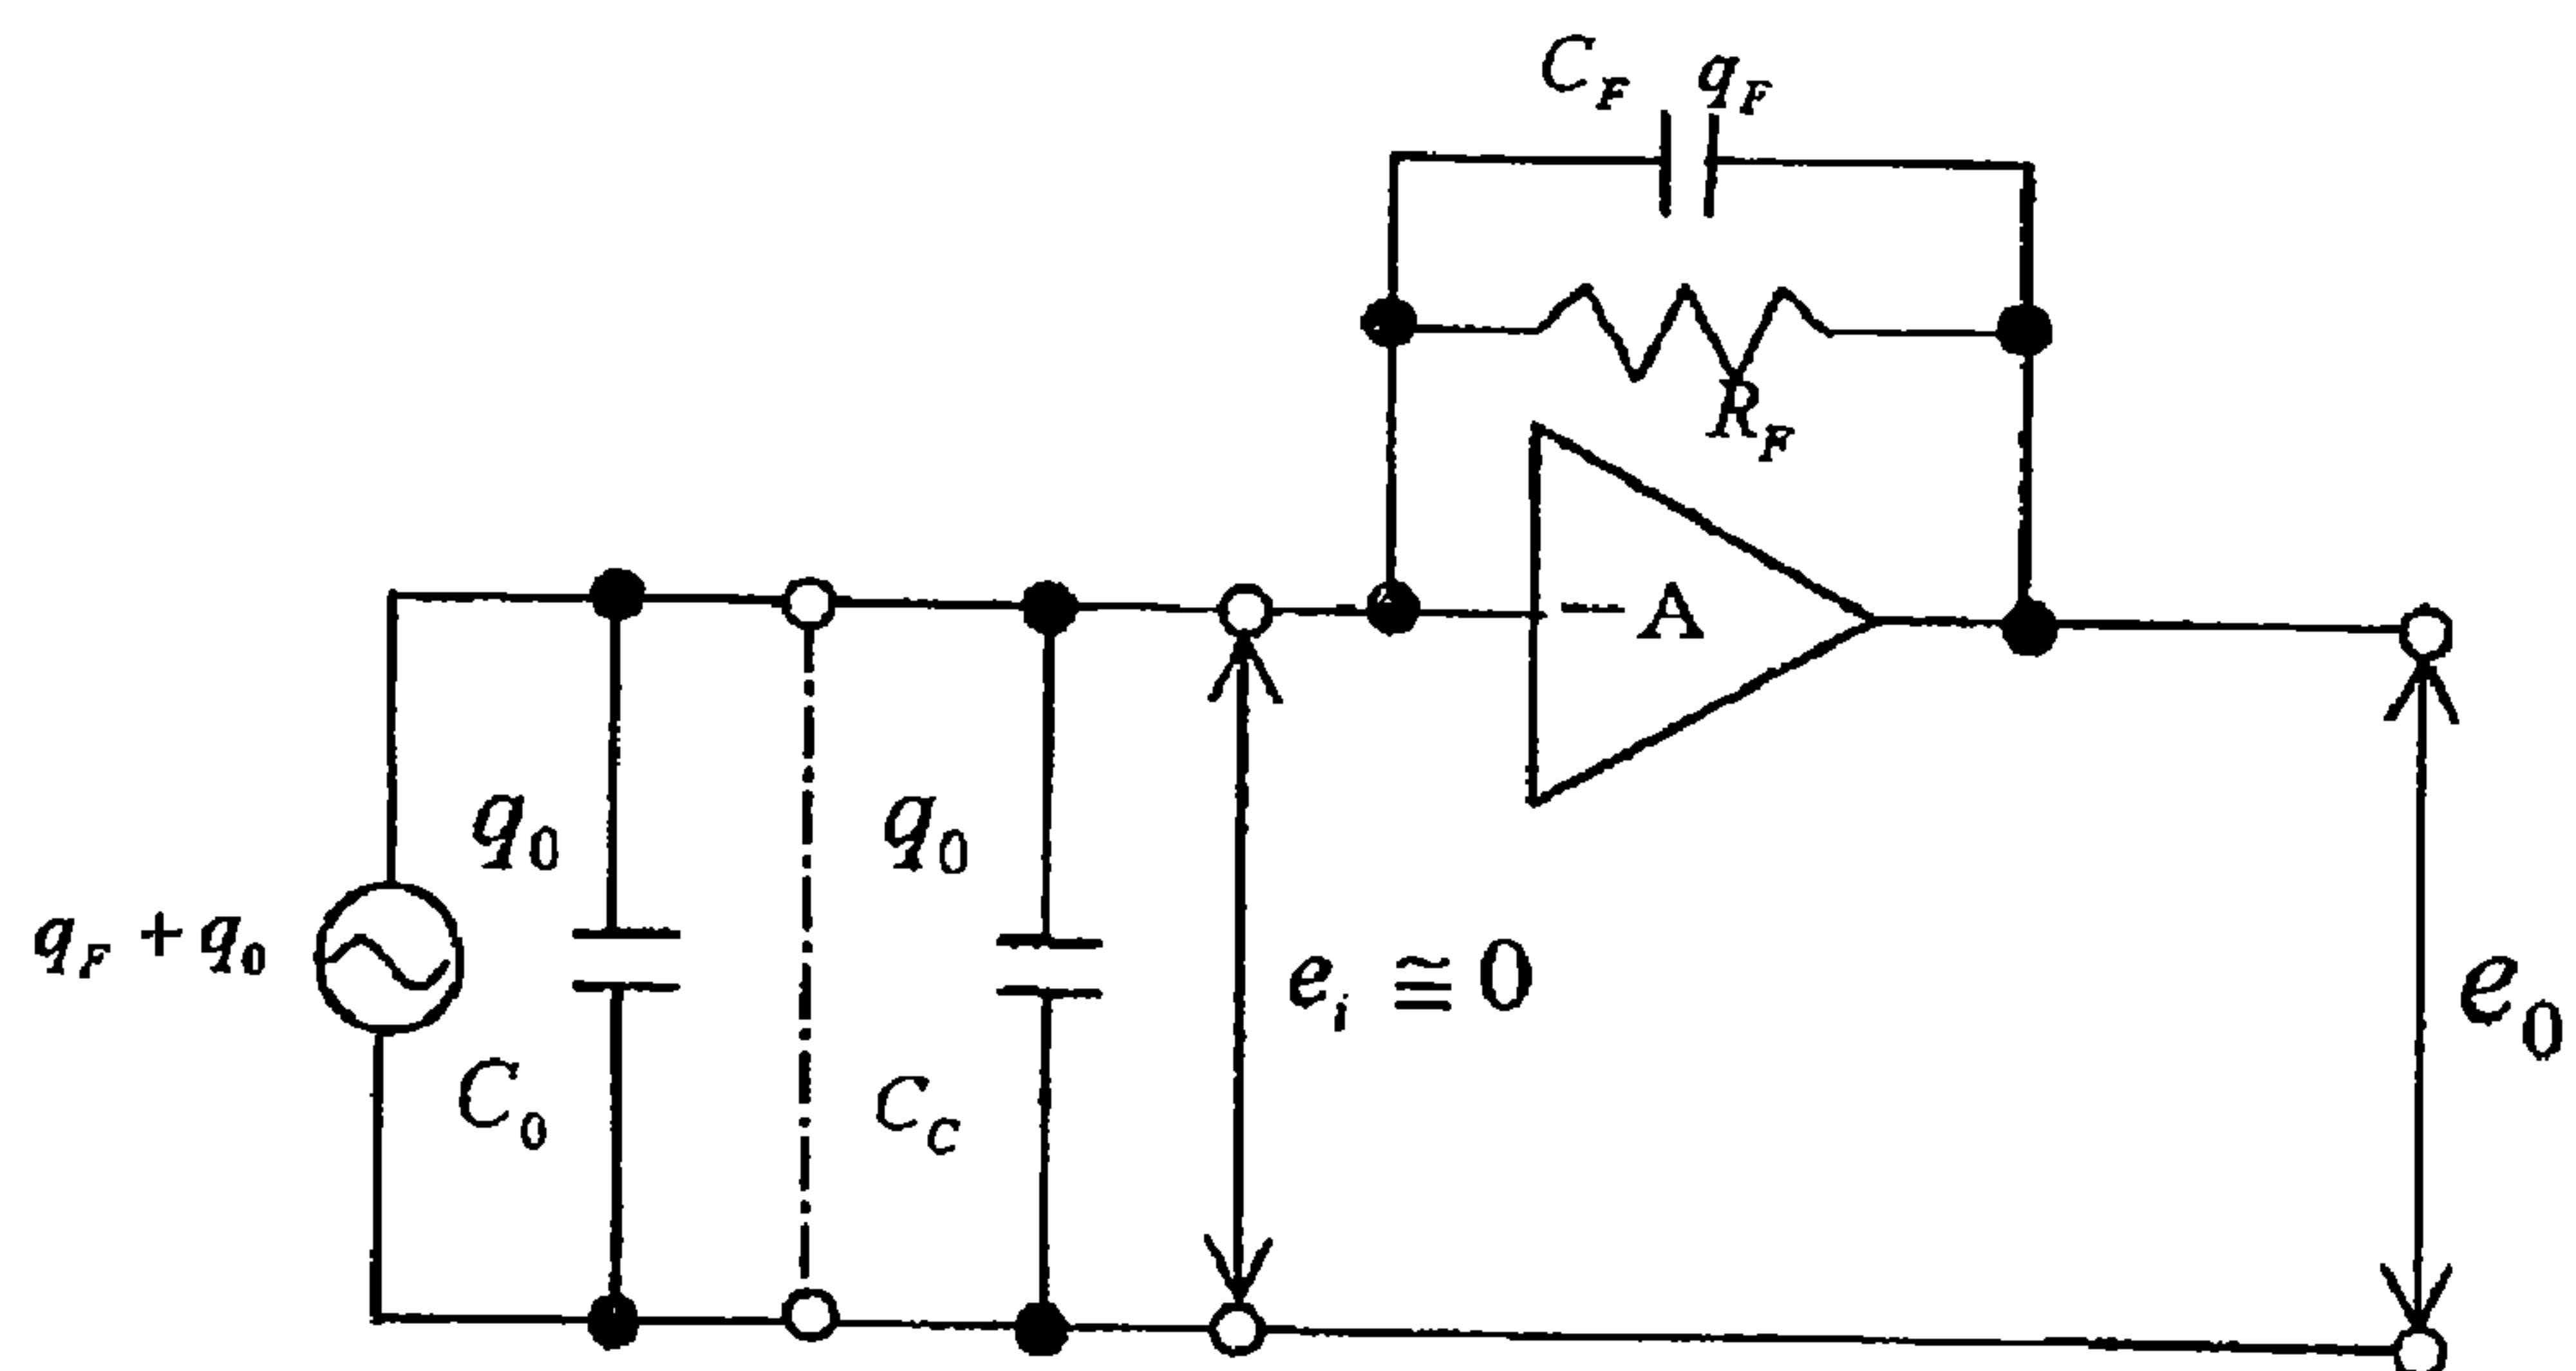 C_F q_F
R_F
– A
q_0
q_0
q_F + q_0
e_i ≅ 0
e_0
C_0
C_C